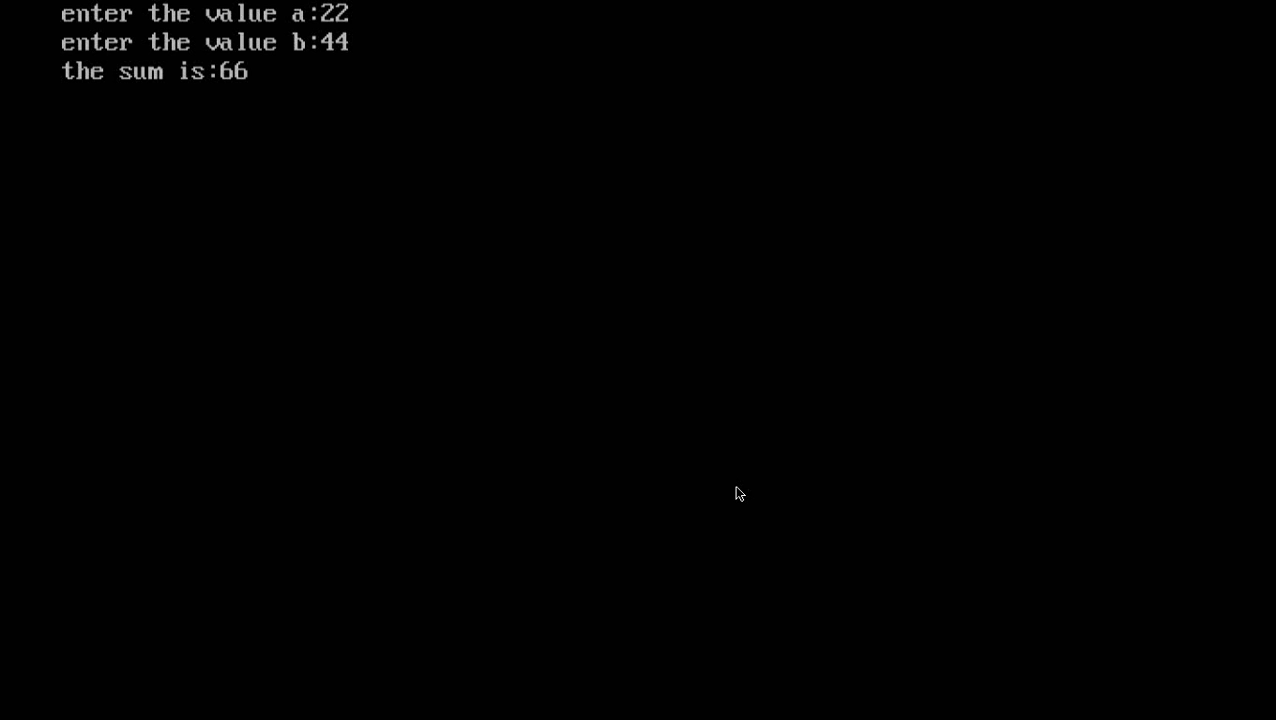 enter the value a:22
enter the value b:44
the sum is:66